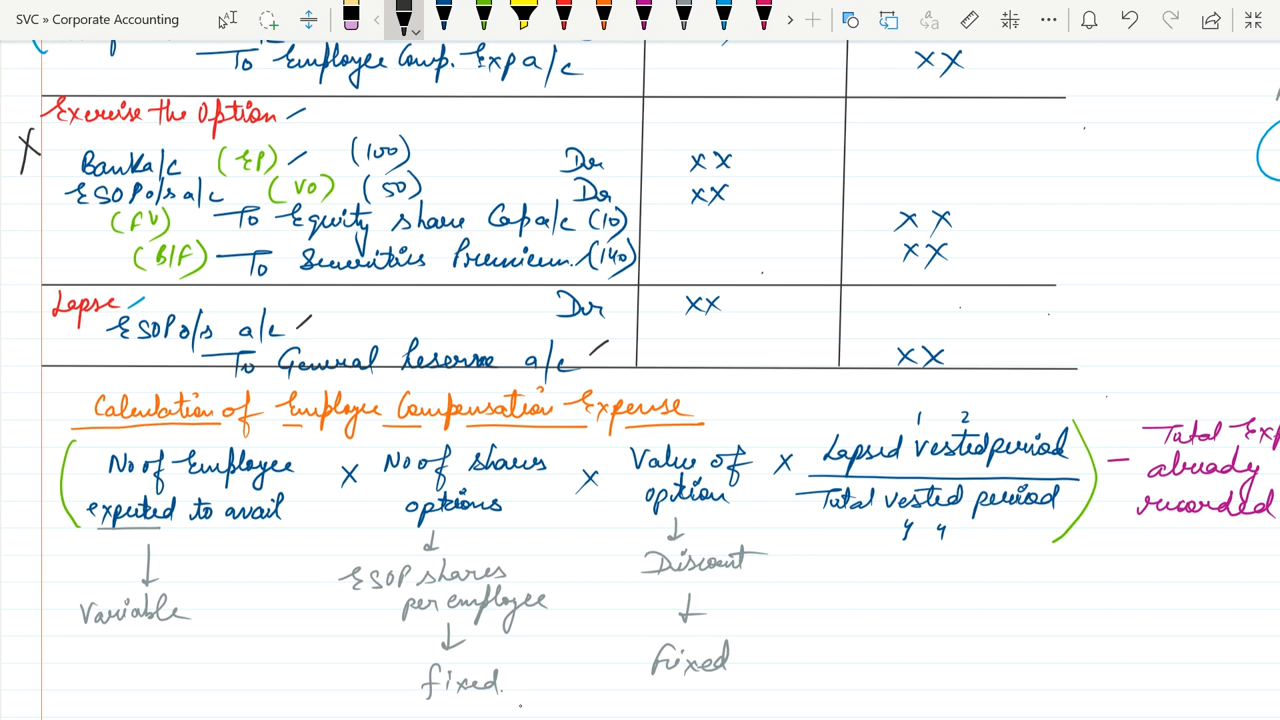 SVC » Corporate Accounting
To Employee Comp. Exp a/c XX
Exercise the Option
X
Bank a/c (EP) (100) Dr XX
ESOP o/s a/c (VO) (50) Dr XX
(FV) To Equity share Cap a/c (10) XX
(B/F) To Securities Premium. (140) XX
Lapse
ESOP o/s a/c Dr XX
To General Reserve a/c XX
Calculation of Employee Compensation Expense
(No of Employee expected to avail × No of shares options × Value of option × Lapsed vested period / Total vested period) – Total Exp already recorded
1 2
4 4
Variable
ESOP shares
per employee
fixed.
Discount
Fixed